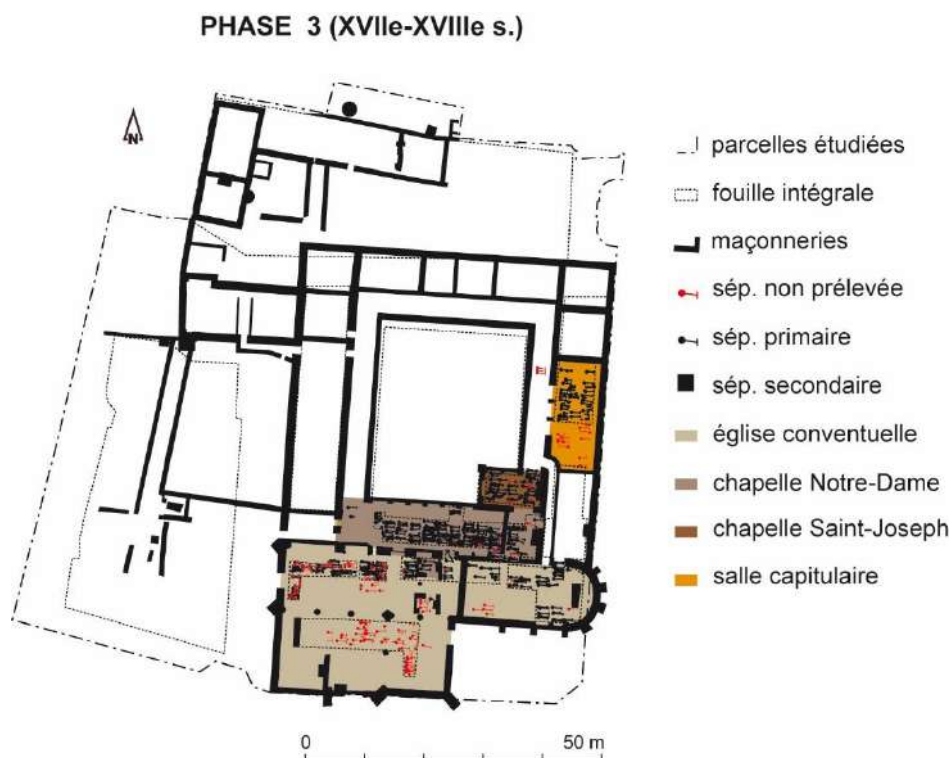 PHASE 3 (XVIIe-XVIIIe s.)
N
parcelles étudiées
fouille intégrale
maçonneries
sép. non prélevée
sép. primaire
sép. secondaire
église conventuelle
chapelle Notre-Dame
chapelle Saint-Joseph
salle capitulaire
0 50 m